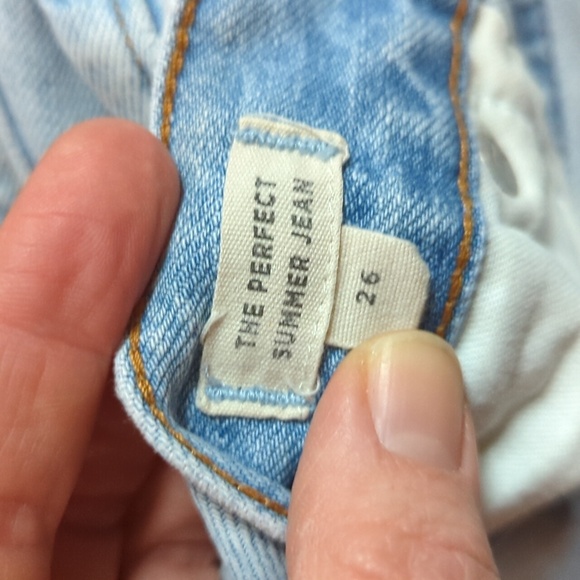 THE PERFECT
SUMMER JEAN
26